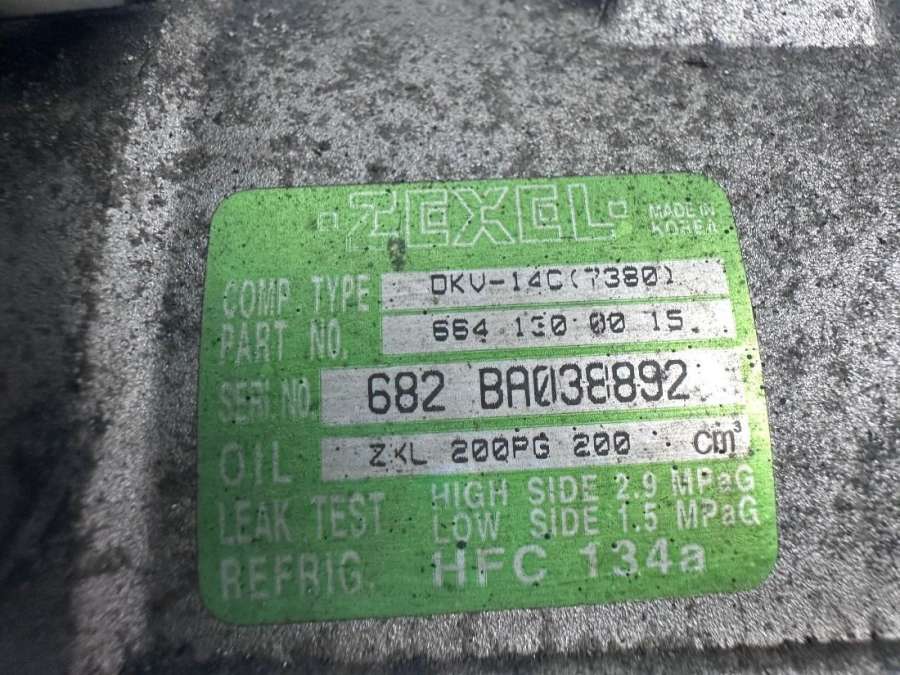 ZEXEL MADE IN KOREA
COMP. TYPE DKV-14C(7380)
PART NO. 664 130 00 15
SERI NO. 682 BA038892
OIL ZXL 200PG 200 cm³
LEAK TEST HIGH SIDE 2.9 MPaG
LOW SIDE 1.5 MPaG
REFRIG. HFC 134a